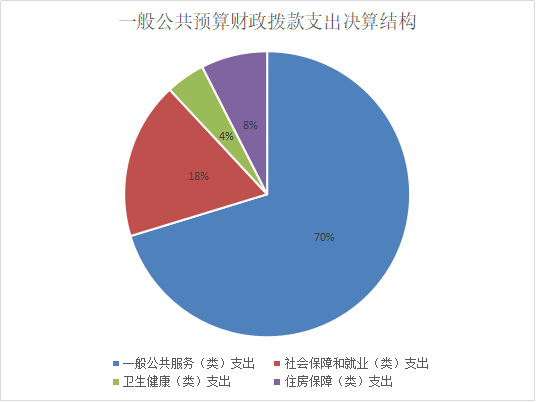 一般公共预算财政拨款支出决算结构
8%
4%
18%
70%
一般公共服务（类）支出 社会保障和就业（类）支出
卫生健康（类）支出 住房保障（类）支出